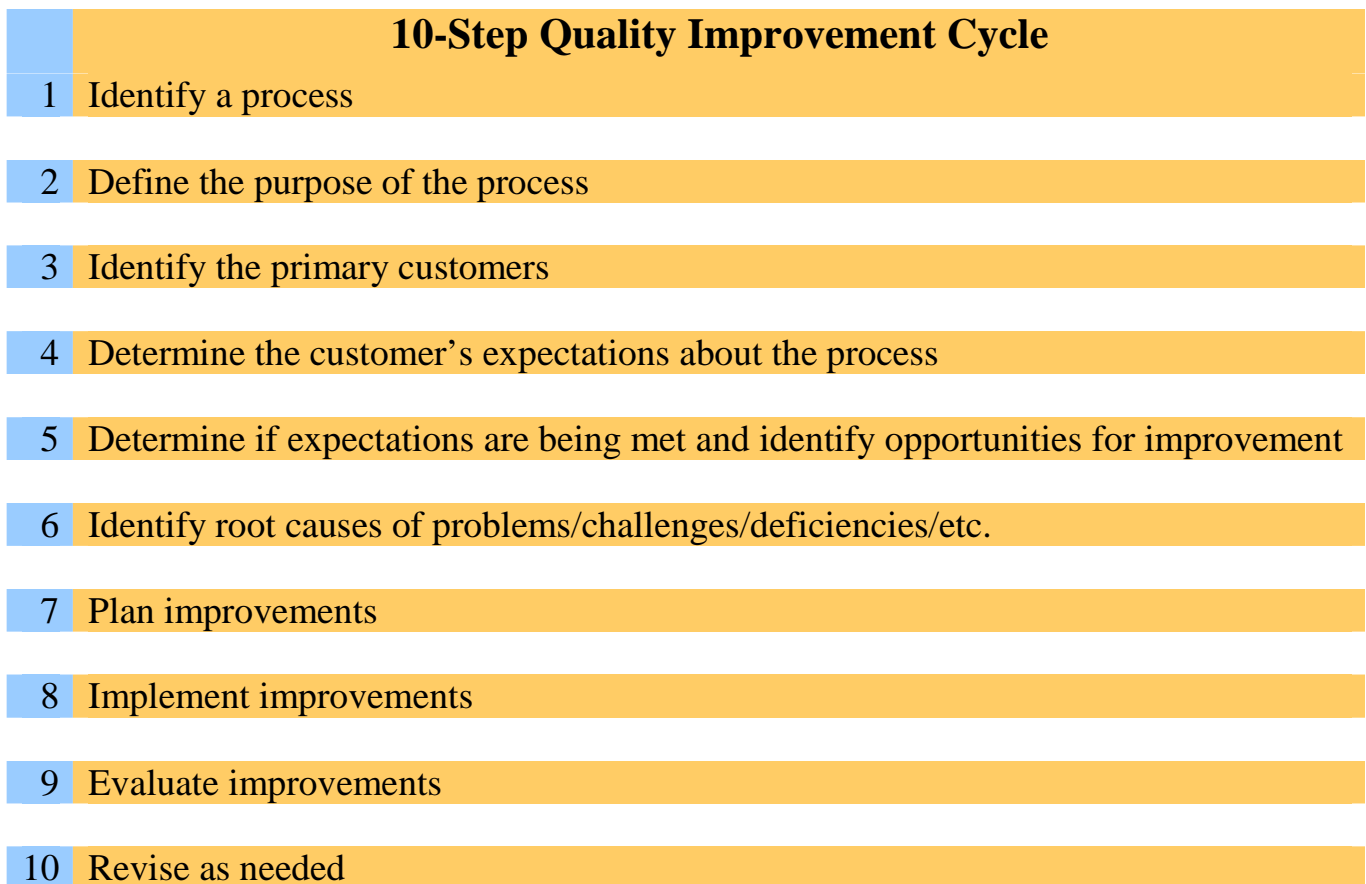 10-Step Quality Improvement Cycle
1 Identify a process
2 Define the purpose of the process
3 Identify the primary customers
4 Determine the customer’s expectations about the process
5 Determine if expectations are being met and identify opportunities for improvement
6 Identify root causes of problems/challenges/deficiencies/etc.
7 Plan improvements
8 Implement improvements
9 Evaluate improvements
10 Revise as needed